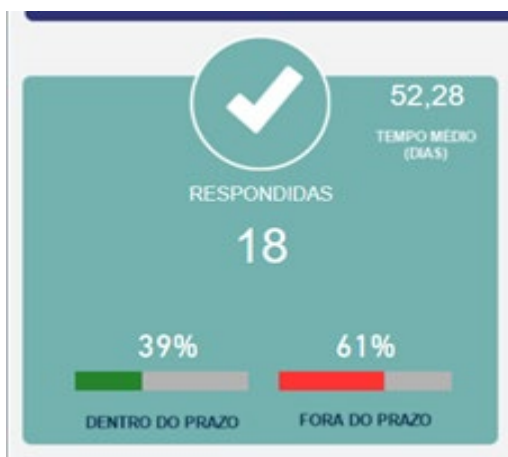 52,28
TEMPO MÉDIO
(DIAS)
RESPONDIDAS
18
39% 61%
DENTRO DO PRAZO FORA DO PRAZO